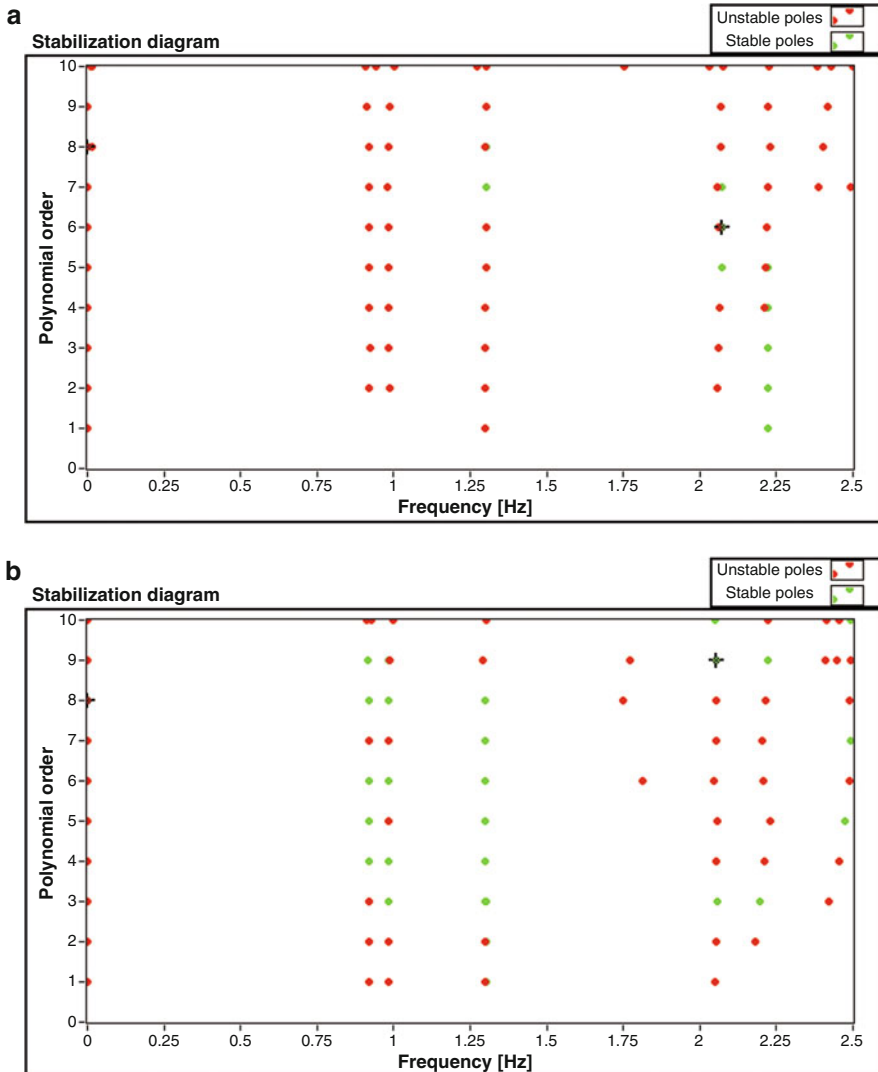 a
Unstable poles
Stable poles
Stabilization diagram
10
9
8
7
6
5
4
3
2
1
0
Polynomial order
0 0.25 0.5 0.75 1 1.25 1.5 1.75 2 2.25 2.5
Frequency [Hz]
b
Unstable poles
Stable poles
Stabilization diagram
10
9
8
7
6
5
4
3
2
1
0
Polynomial order
0 0.25 0.5 0.75 1 1.25 1.5 1.75 2 2.25 2.5
Frequency [Hz]